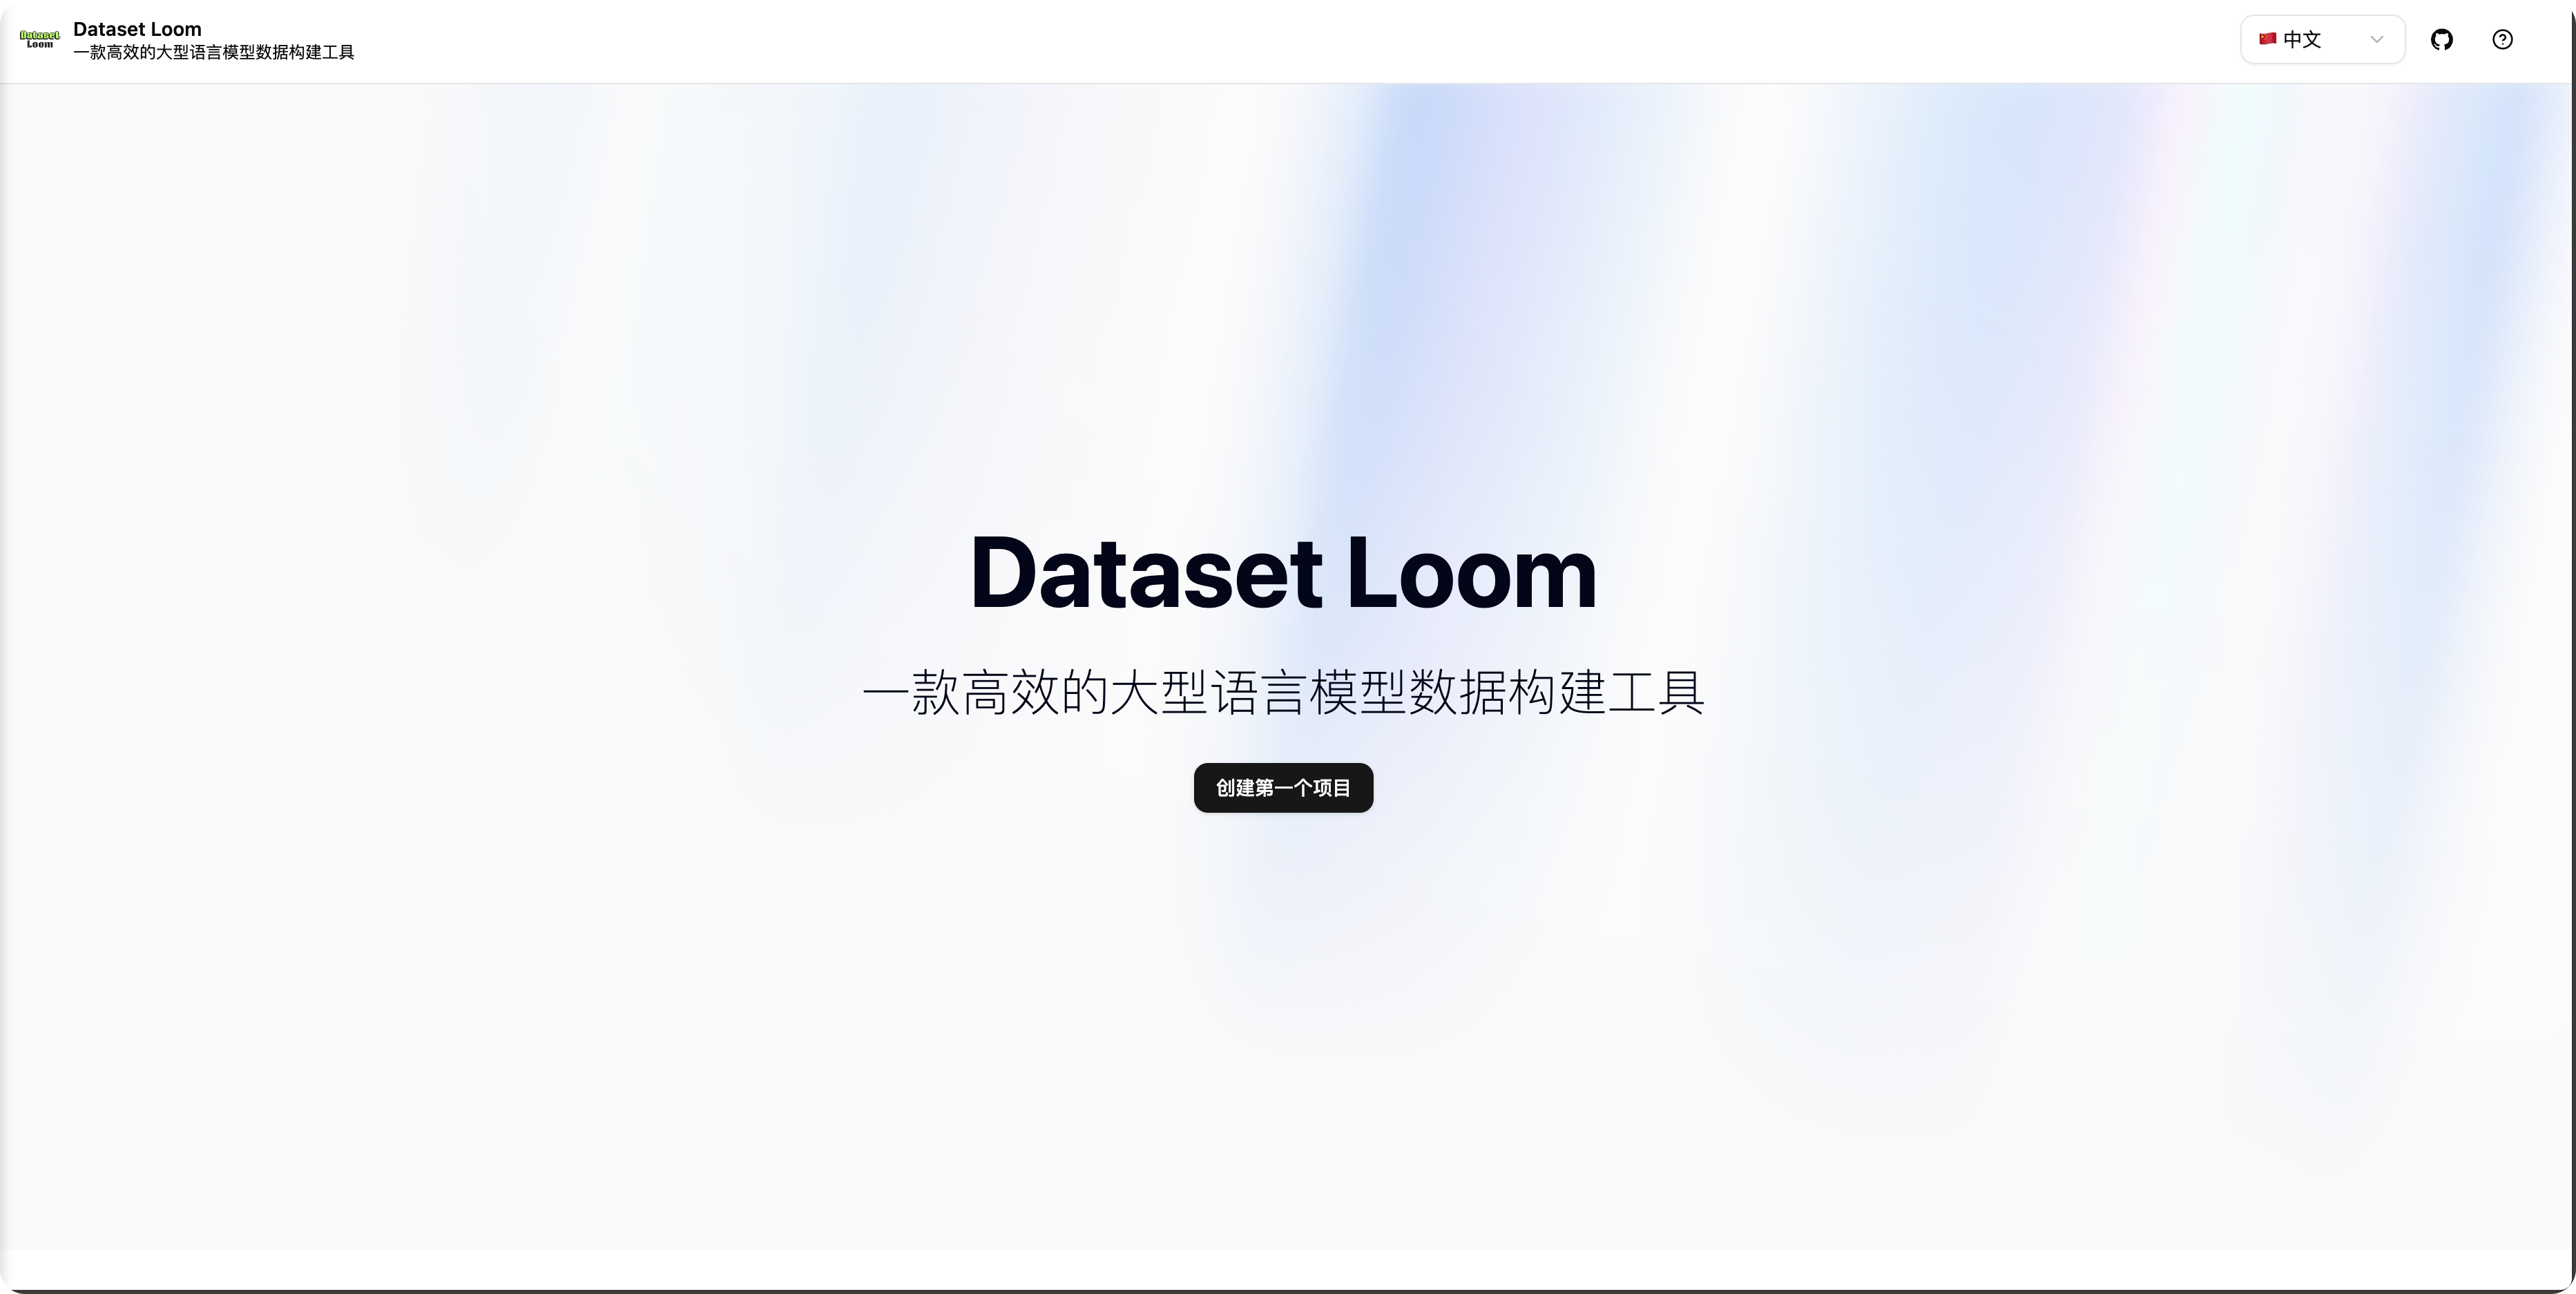 Dataset
Loom
Dataset Loom
一款高效的大型语言模型数据构建工具
中文
Dataset Loom
一款高效的大型语言模型数据构建工具
创建第一个项目